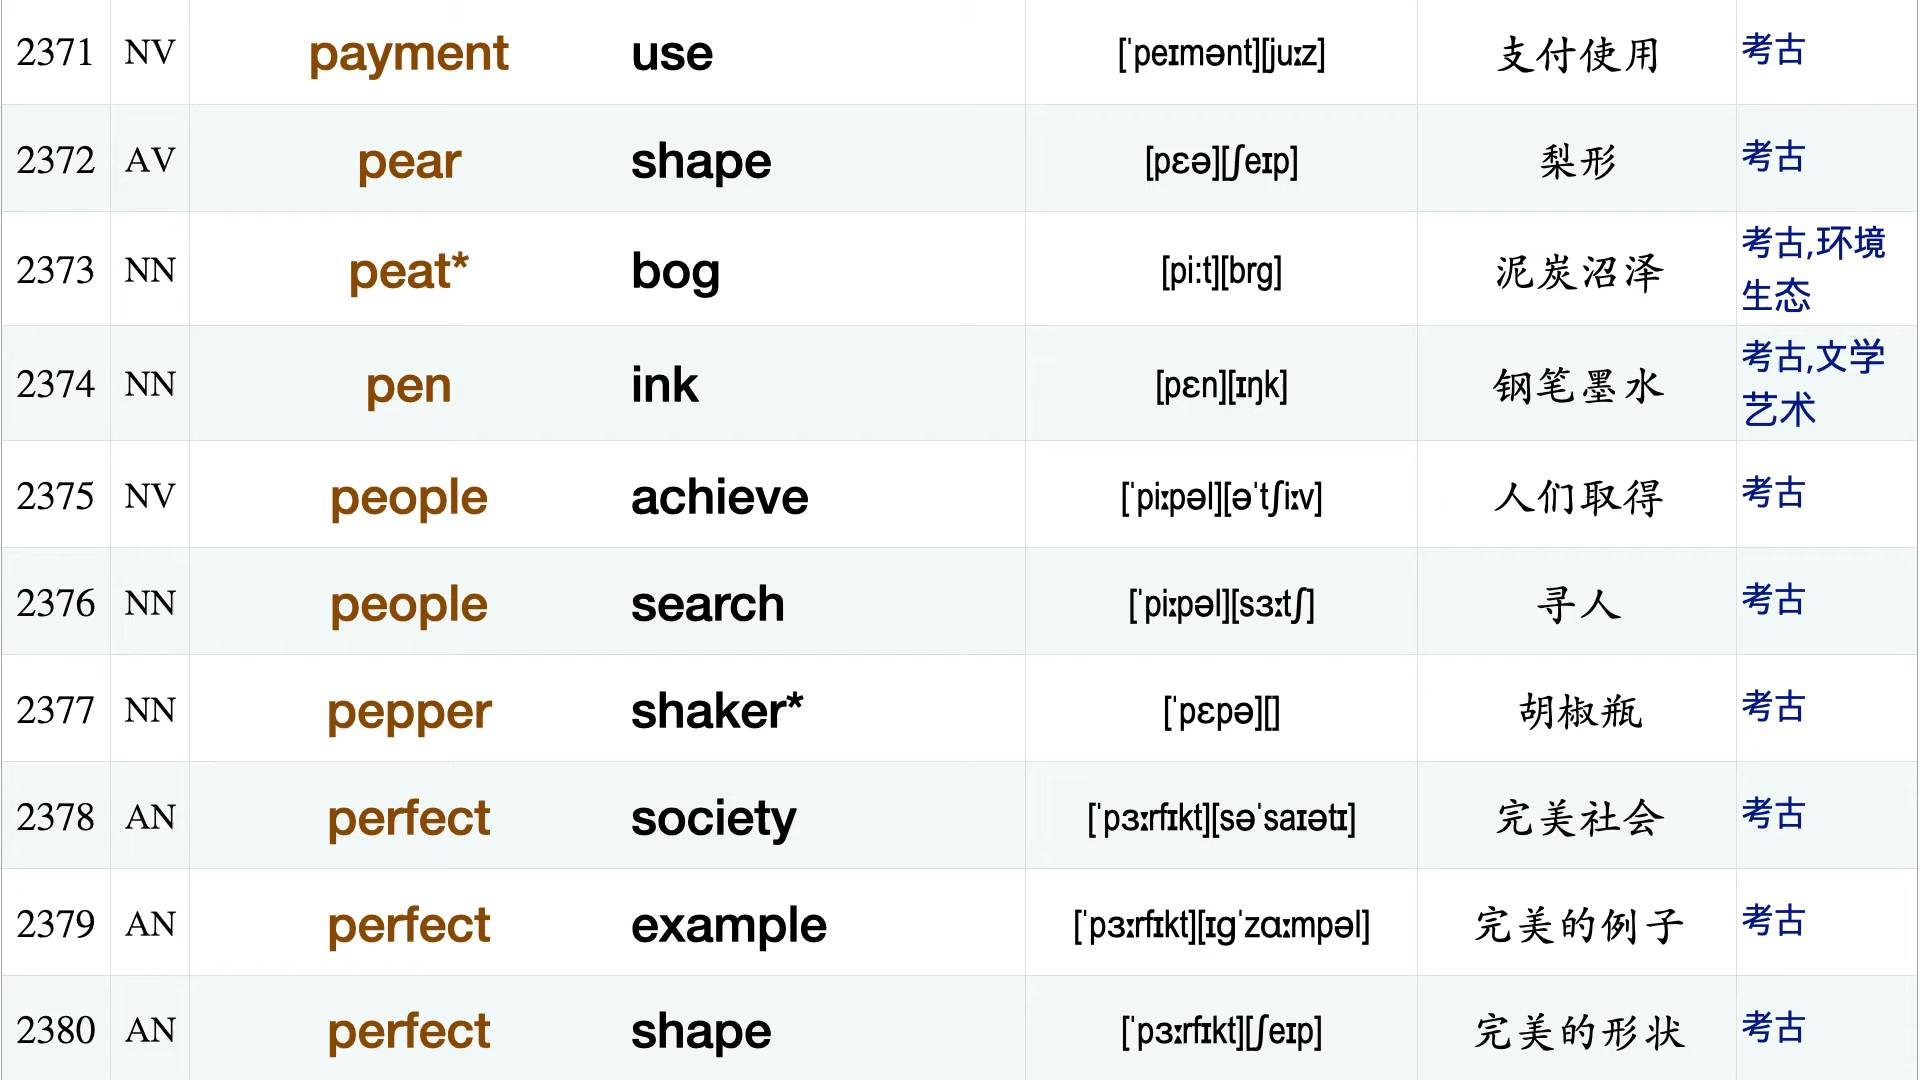 2371 NV payment use [ˈpeɪmənt][juːz] 支付使用 考古
2372 AV pear shape [pɛə][ʃeɪp] 梨形 考古
2373 NN peat* bog [piːt][brg] 泥炭沼泽 考古,环境
生态
2374 NN pen ink [pɛn][ɪŋk] 钢笔墨水 考古,文学
艺术
2375 NV people achieve [ˈpiːpəl][əˈtʃiːv] 人们取得 考古
2376 NN people search [ˈpiːpəl][sɜːtʃ] 寻人 考古
2377 NN pepper shaker* [ˈpɛpə][] 胡椒瓶 考古
2378 AN perfect society [ˈpɜːrfɪkt][səˈsaɪətɪ] 完美社会 考古
2379 AN perfect example [ˈpɜːrfɪkt][ɪgˈzɑːmpəl] 完美的例子 考古
2380 AN perfect shape [ˈpɜːrfɪkt][ʃeɪp] 完美的形状 考古